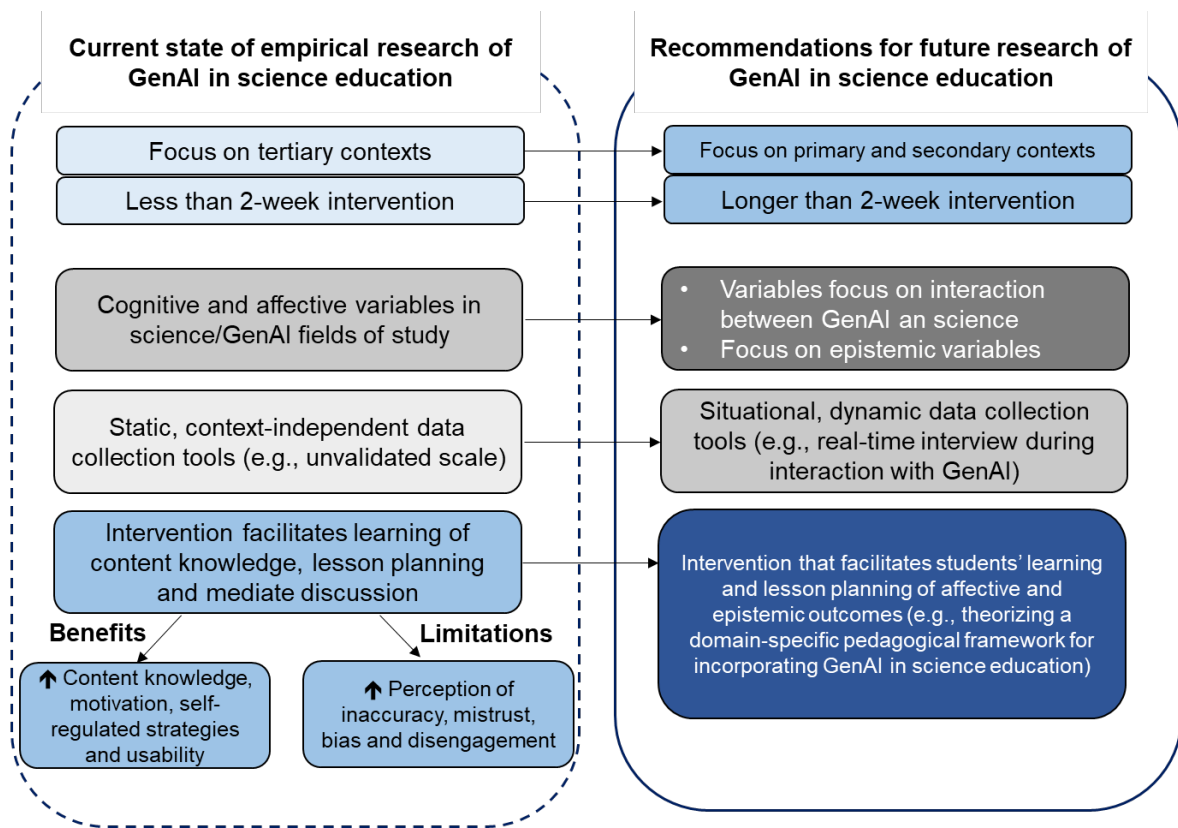 Current state of empirical research of
GenAI in science education
Recommendations for future research of
GenAI in science education
Focus on tertiary contexts
Focus on primary and secondary contexts
Less than 2-week intervention
Longer than 2-week intervention
Cognitive and affective variables in
science/GenAI fields of study
• Variables focus on interaction
between GenAI an science
• Focus on epistemic variables
Static, context-independent data
collection tools (e.g., unvalidated scale)
Situational, dynamic data collection
tools (e.g., real-time interview during
interaction with GenAI)
Intervention facilitates learning of
content knowledge, lesson planning
and mediate discussion
Intervention that facilitates students’ learning
and lesson planning of affective and
epistemic outcomes (e.g., theorizing a
domain-specific pedagogical framework for
incorporating GenAI in science education)
Benefits
Limitations
↑ Content knowledge,
motivation, self-
regulated strategies
and usability
↑ Perception of
inaccuracy, mistrust,
bias and disengagement